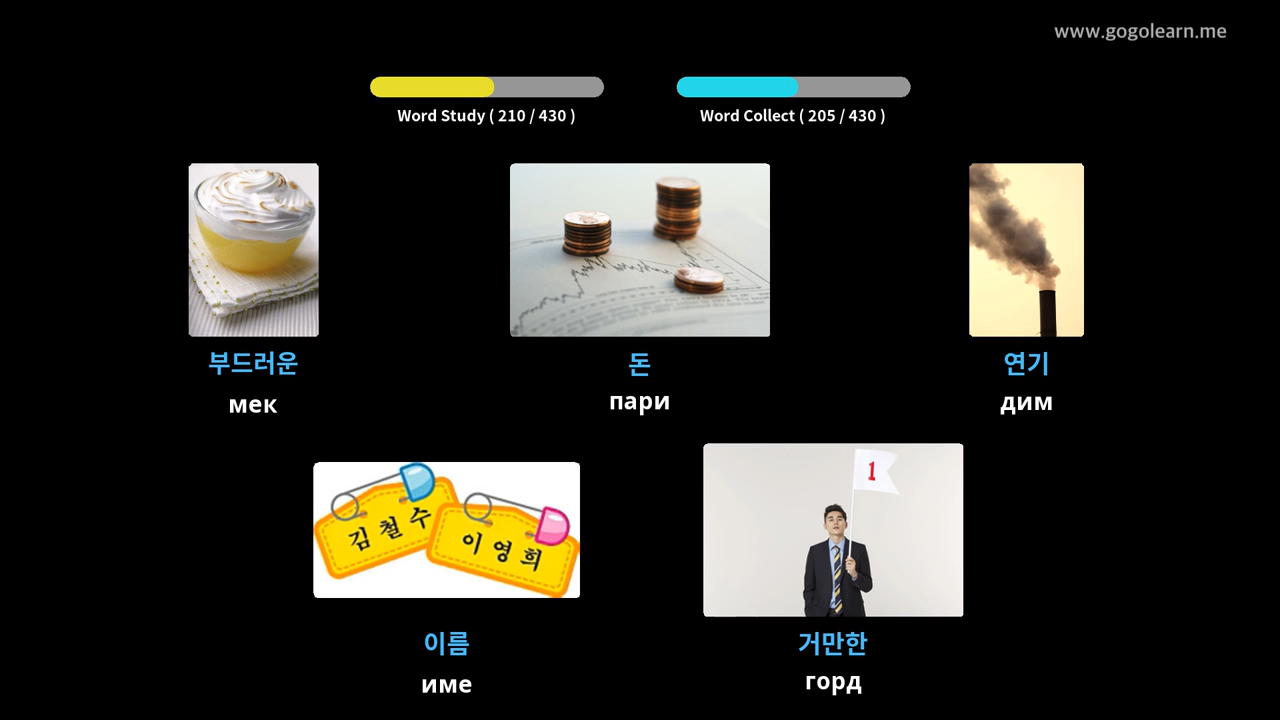 www.gogolearn.me
Word Study ( 210 / 430 )
Word Collect ( 205 / 430 )
부드러운
мек
돈
пари
연기
дим
김철수
이영희
1
이름
име
거만한
горд